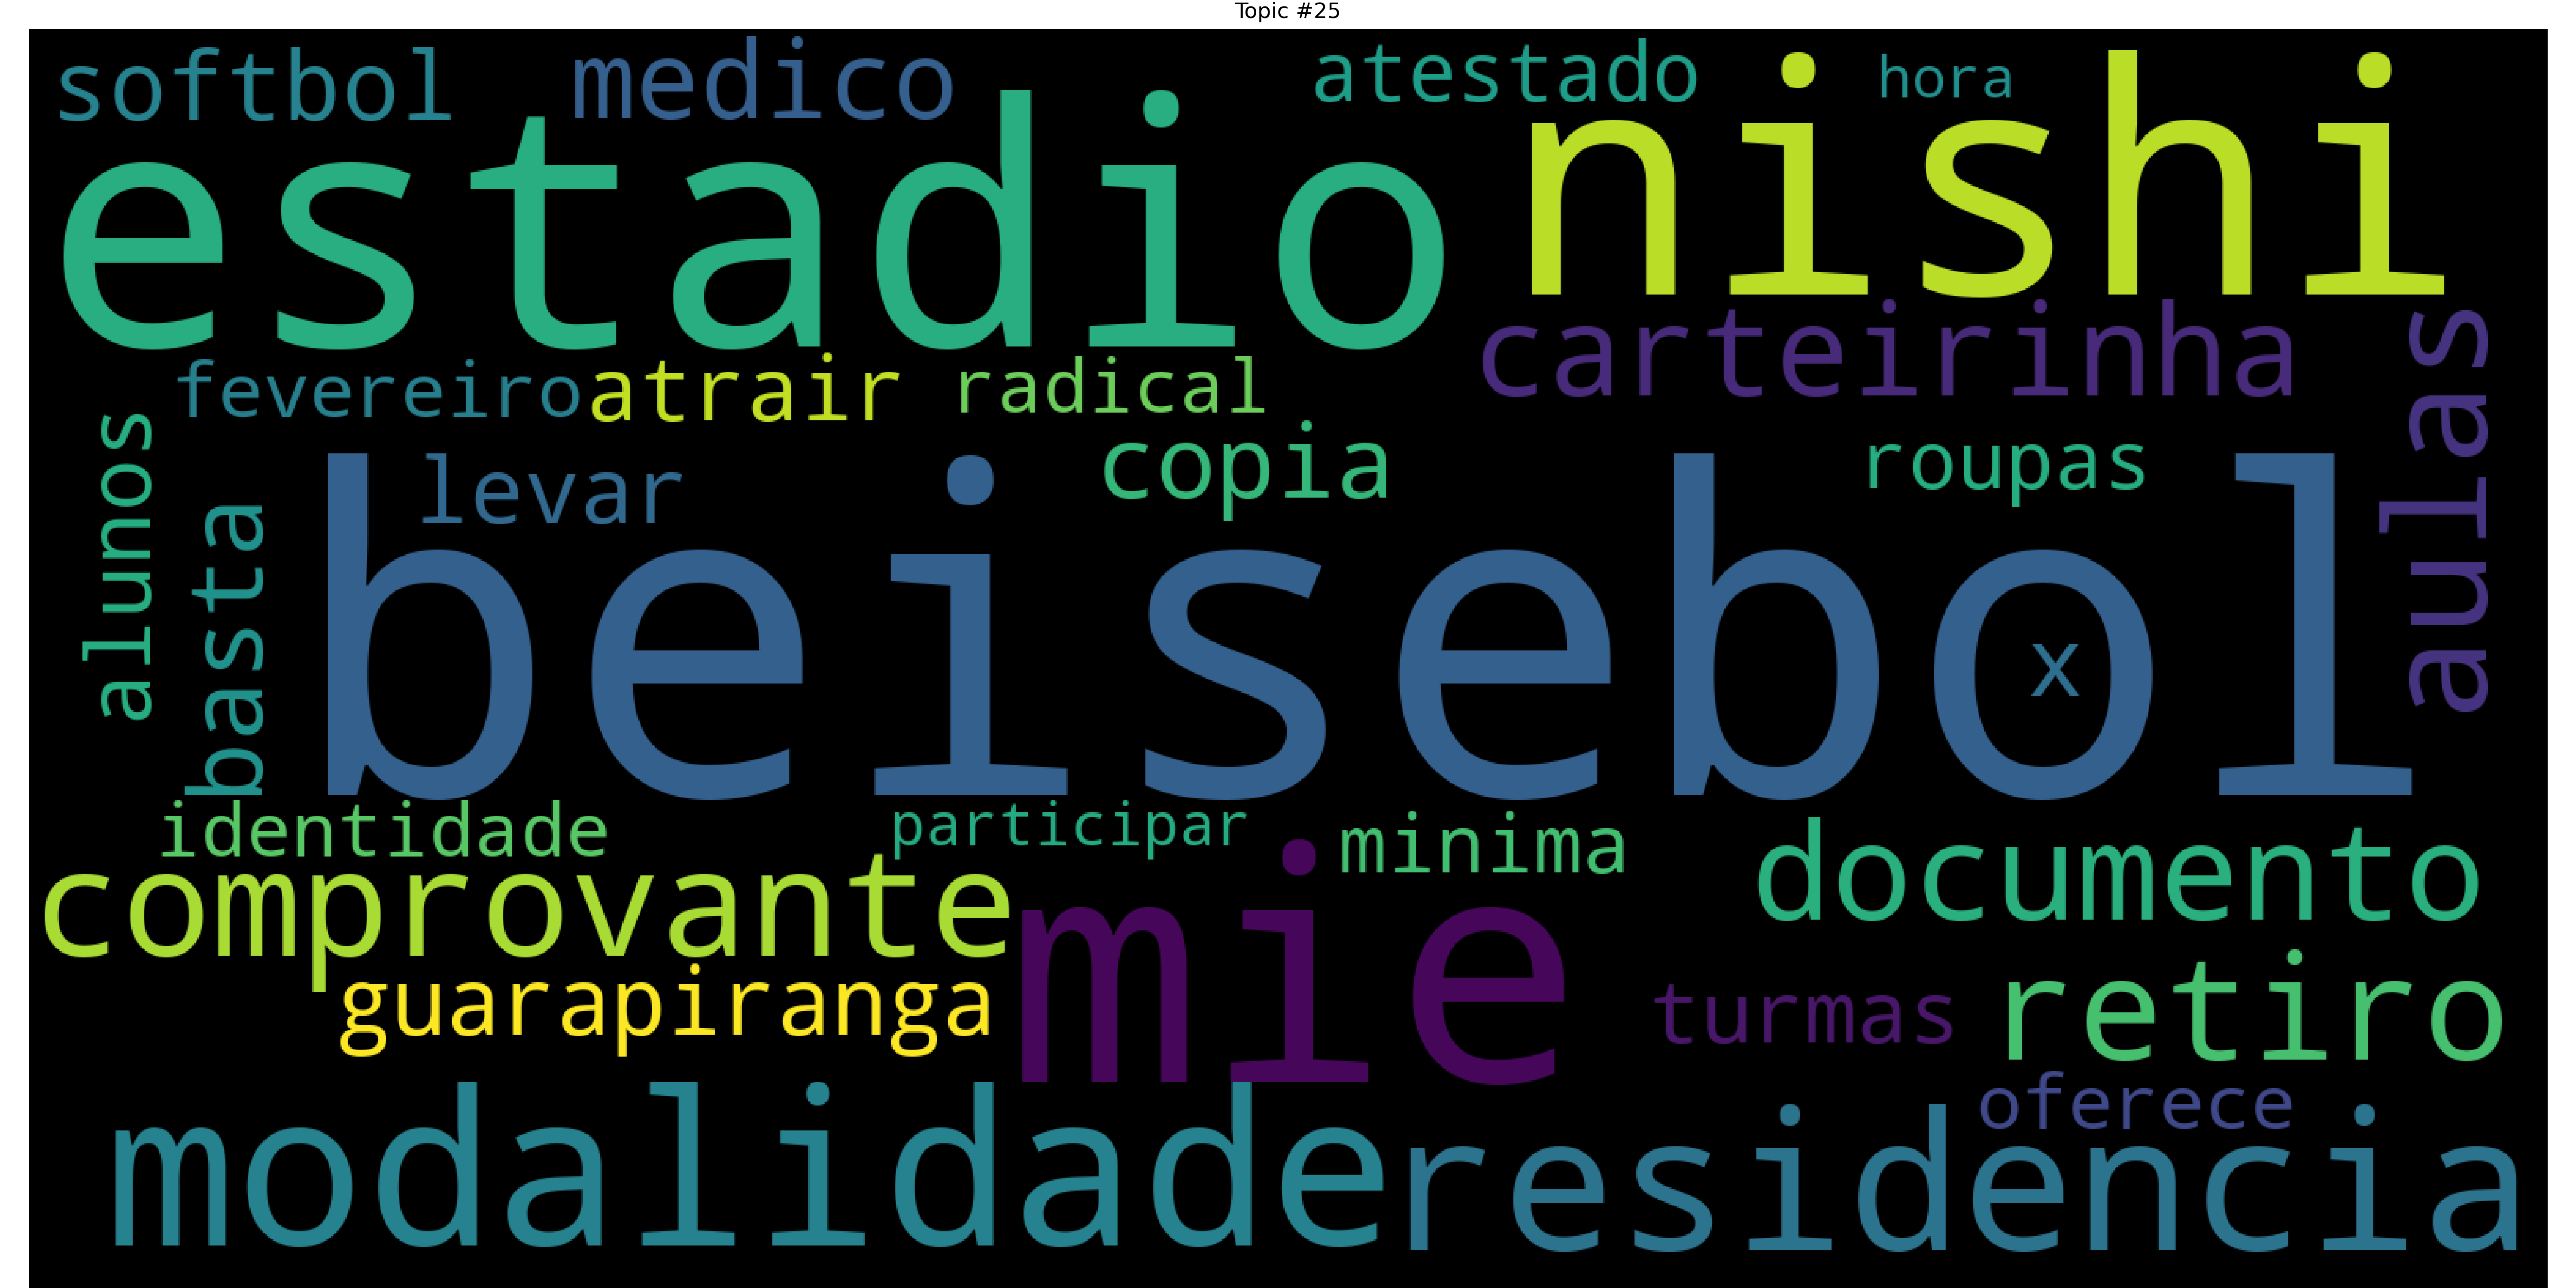 Topic #25
softbol
medico
atestado
hora
estadio
nishi
carteirinha
fevereiro
atrair
radical
aulas
alunos
basta
levar
copia
roupas
beisebol
x
identidade
participar
minima
documento
comprovante
mie
guarapiranga
turmas
retiro
oferece
modalidade
residencia